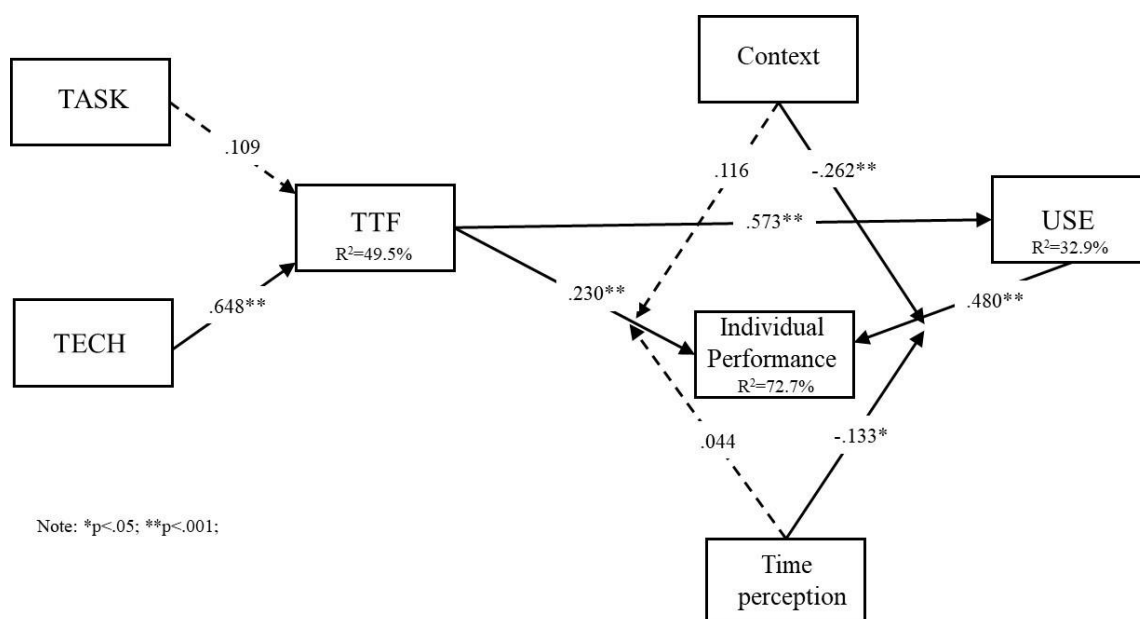 Context
TASK
.109
.116
-.262**
TTF
R²=49.5%
.573**
USE
R²=32.9%
.648**
.230**
.480**
TECH
Individual
Performance
R²=72.7%
.044
-.133*
Note: *p<.05; **p<.001;
Time
perception